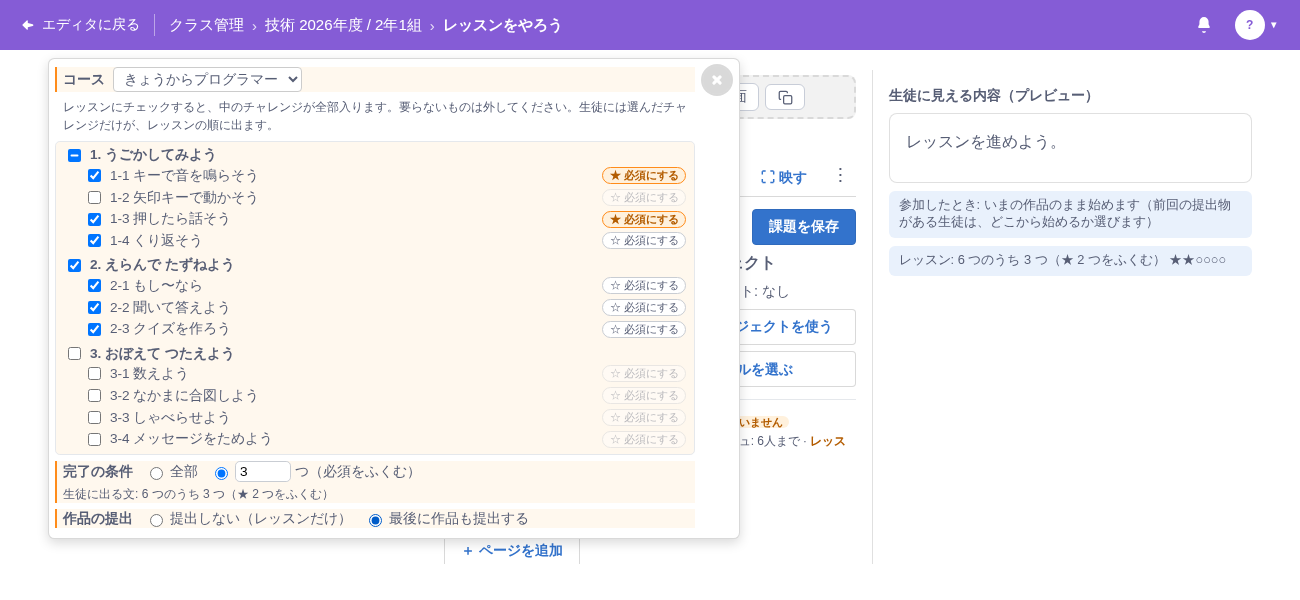 エディタに戻る クラス管理 › 技術 2026年度 / 2年1組 › レッスンをやろう ?
コース きょうからプログラマー
レッスンにチェックすると、中のチャレンジが全部入ります。要らないものは外してください。生徒には選んだチャ
レンジだけが、レッスンの順に出ます。
1. うごかしてみよう
1-1 キーで音を鳴らそう ★ 必須にする
1-2 矢印キーで動かそう ☆ 必須にする
1-3 押したら話そう ★ 必須にする
1-4 くり返そう ☆ 必須にする
2. えらんで たずねよう
2-1 もし〜なら ☆ 必須にする
2-2 聞いて答えよう ☆ 必須にする
2-3 クイズを作ろう ☆ 必須にする
3. おぼえて つたえよう
3-1 数えよう ☆ 必須にする
3-2 なかまに合図しよう ☆ 必須にする
3-3 しゃべらせよう ☆ 必須にする
3-4 メッセージをためよう ☆ 必須にする
完了の条件 全部 3 つ（必須をふくむ）
生徒に出る文: 6 つのうち 3 つ（★ 2 つをふくむ）
作品の提出 提出しない（レッスンだけ） 最後に作品も提出する
面
映す
課題を保存
ェクト
ト: なし
ジェクトを使う
ルを選ぶ
いません
ュ: 6人まで · レッス
+ ページを追加
生徒に見える内容（プレビュー）
レッスンを進めよう。
参加したとき: いまの作品のまま始めます（前回の提出物
がある生徒は、どこから始めるか選びます）
レッスン: 6 つのうち 3 つ（★ 2 つをふくむ） ★★○○○○